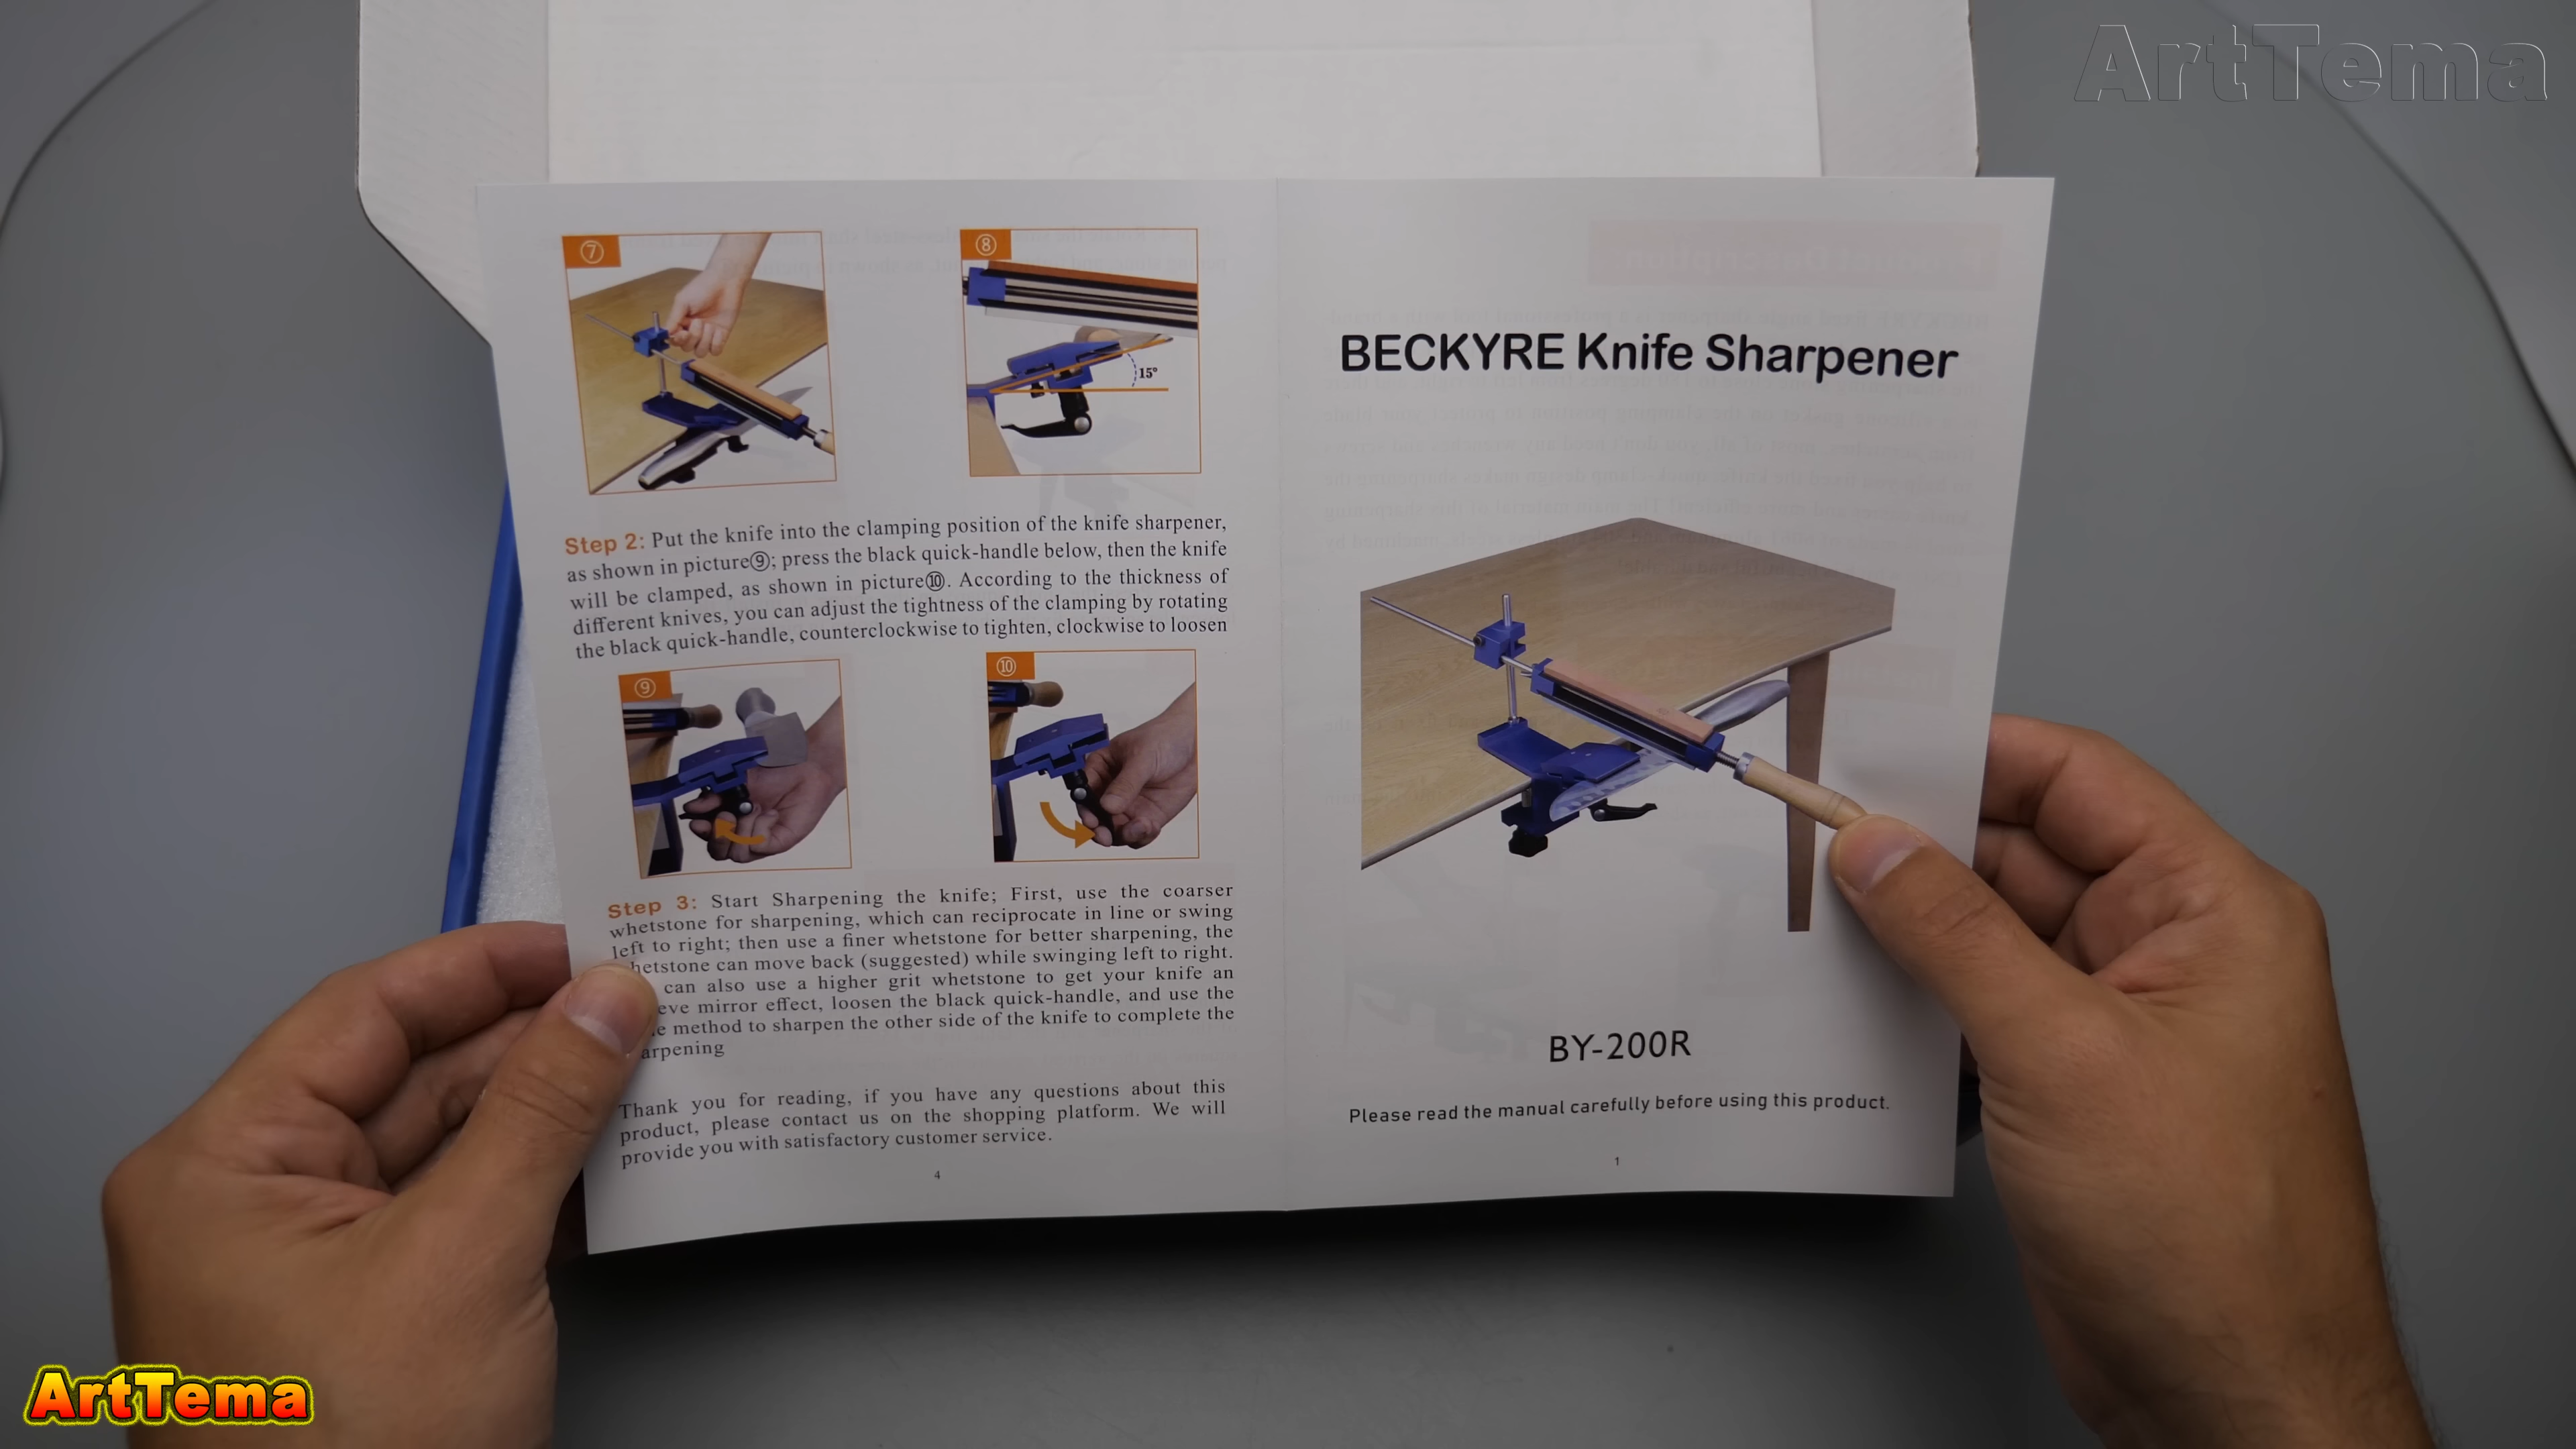 ArtTema
⑦
⑧
15°
Step 2: Put the knife into the clamping position of the knife sharpener,
as shown in picture⑨; press the black quick-handle below, then the knife
will be clamped, as shown in picture⑩. According to the thickness of
different knives, you can adjust the tightness of the clamping by rotating
the black quick-handle, counterclockwise to tighten, clockwise to loosen
⑨
⑩
Step 3: Start Sharpening the knife; First, use the coarser
whetstone for sharpening, which can reciprocate in line or swing
left to right; then use a finer whetstone for better sharpening, the
hetstone can move back (suggested) while swinging left to right.
can also use a higher grit whetstone to get your knife an
eve mirror effect, loosen the black quick-handle, and use the
e method to sharpen the other side of the knife to complete the
arpening
Thank you for reading, if you have any questions about this
product, please contact us on the shopping platform. We will
provide you with satisfactory customer service.
4
BECKYRE Knife Sharpener
BY-200R
Please read the manual carefully before using this product.
1
ArtTema